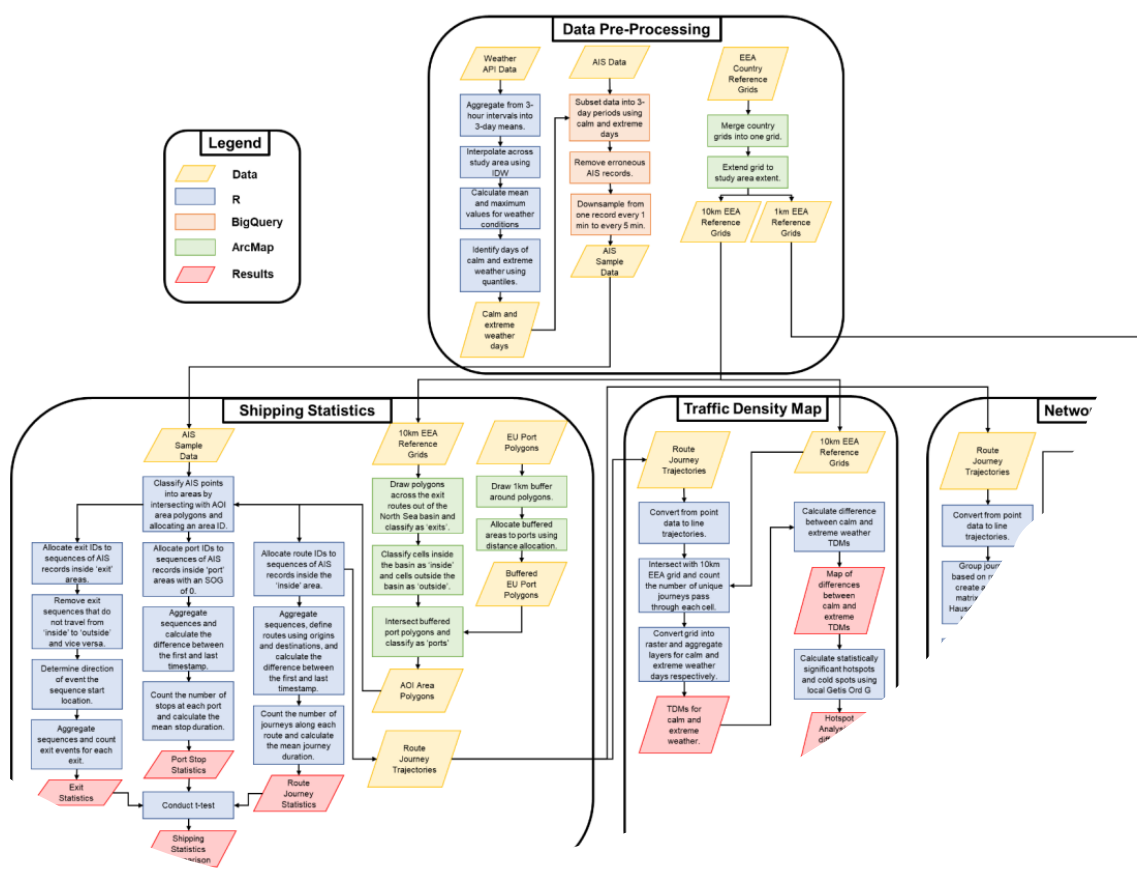 Data Pre-Processing
Weather
API Data
Aggregate from 3-
hour intervals into
3-day means.
Interpolate across
study area using
IDW
Calculate mean
and maximum
values for weather
conditions
Identify days of
calm and extreme
weather using
quantiles.
Calm and
extreme
weather
days
AIS Data
Subset data into 3-
day periods using
calm and extreme
days
Remove erroneous
AIS records.
Downsample from
one record every 1
min to every 5 min.
AIS
Sample
Data
EEA
Country
Reference
Grids
Merge country
grids into one grid.
Extend grid to
study area extent.
10km EEA
Reference
Grids
1km EEA
Reference
Grids
Legend
Data
R
BigQuery
ArcMap
Results
Shipping Statistics
AIS
Sample
Data
Classify AIS points
into areas by
intersecting with AOI
area polygons and
allocating an area ID.
Allocate exit IDs to
sequences of AIS
records inside 'exit'
areas.
Remove exit
sequences that do
not travel from
'inside' to 'outside'
and vice versa.
Determine direction
of event the
sequence start
location.
Aggregate
sequences and count
exit events for each
exit.
Exit
Statistics
Allocate port IDs to
sequences of AIS
records inside 'port'
areas with an SOG
of 0.
Aggregate
sequences and
calculate the
difference between
the first and last
timestamp.
Count the number of
stops at each port
and calculate the
mean stop duration.
Port Stop
Statistics
Conduct t-test
Shipping
Statistics
Allocate route IDs to
sequences of AIS
records inside the
'inside' area.
Aggregate
sequences, define
routes using origins
and destinations, and
calculate the
difference between
the first and last
timestamp.
Count the number of
journeys along each
route and calculate
the mean journey
duration.
Route
Journey
Statistics
10km EEA
Reference
Grids
Draw polygons
across the exit
routes out of the
North Sea basin and
classify as 'exits'.
Classify cells inside
the basin as 'inside'
and cells outside the
basin as 'outside'.
Intersect buffered
port polygons and
classify as 'ports'
AOI Area
Polygons
Route
Journey
Trajectories
EU Port
Polygons
Draw 1km buffer
around polygons.
Allocate buffered
areas to ports using
distance allocation.
Buffered
EU Port
Polygons
Traffic Density Map
Route
Journey
Trajectories
Convert from point
data to line
trajectories.
Intersect with 10km
EEA grid and count
the number of unique
journeys pass
through each cell.
Convert grid into
raster and aggregate
layers for calm and
extreme weather
days respectively.
TDMs for
calm and
extreme
weather.
10km EEA
Reference
Grids
Calculate difference
between calm and
extreme weather
TDMs
Map of
differences
between
calm and
extreme
TDMs
Calculate statistically
significant hotspots
and cold spots using
local Getis Ord G
Hotspot
Route
Journey
Trajectories
Convert from
point data to line
trajectories.